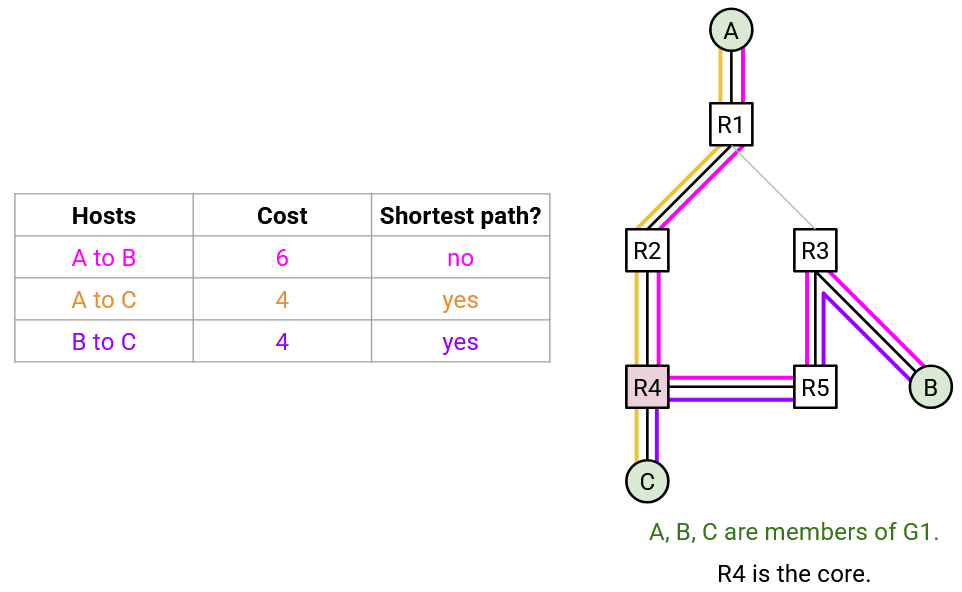 Hosts Cost Shortest path?
A to B 6 no
A to C 4 yes
B to C 4 yes
A
R1
R2 R3
R4 R5 B
C
A, B, C are members of G1.
R4 is the core.